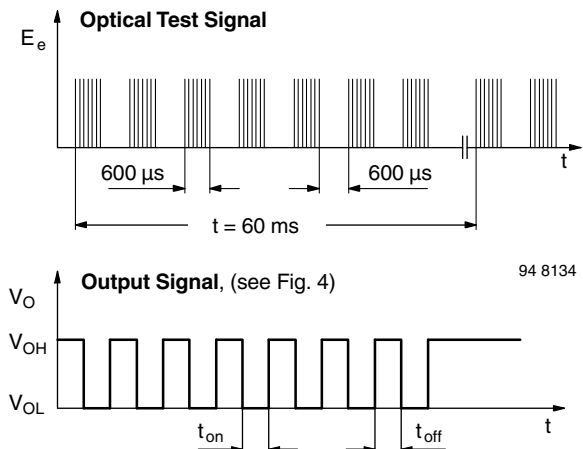 Optical Test Signal
E e
t
600 µs
600 µs
t = 60 ms
94 8134
Output Signal, (see Fig. 4)
V O
V OH
V OL
t
t on
t off